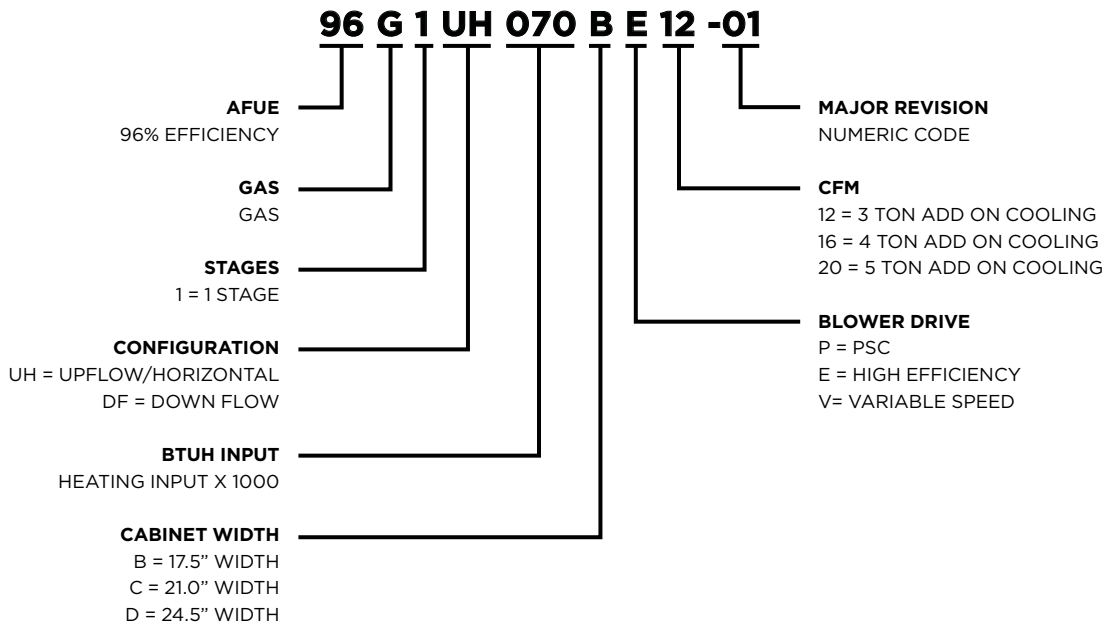 96 G 1 UH 070 B E 12 -01
AFUE
96% EFFICIENCY
GAS
GAS
STAGES
1 = 1 STAGE
CONFIGURATION
UH = UPFLOW/HORIZONTAL
DF = DOWN FLOW
BTUH INPUT
HEATING INPUT X 1000
CABINET WIDTH
B = 17.5” WIDTH
C = 21.0” WIDTH
D = 24.5” WIDTH
MAJOR REVISION
NUMERIC CODE
CFM
12 = 3 TON ADD ON COOLING
16 = 4 TON ADD ON COOLING
20 = 5 TON ADD ON COOLING
BLOWER DRIVE
P = PSC
E = HIGH EFFICIENCY
V= VARIABLE SPEED